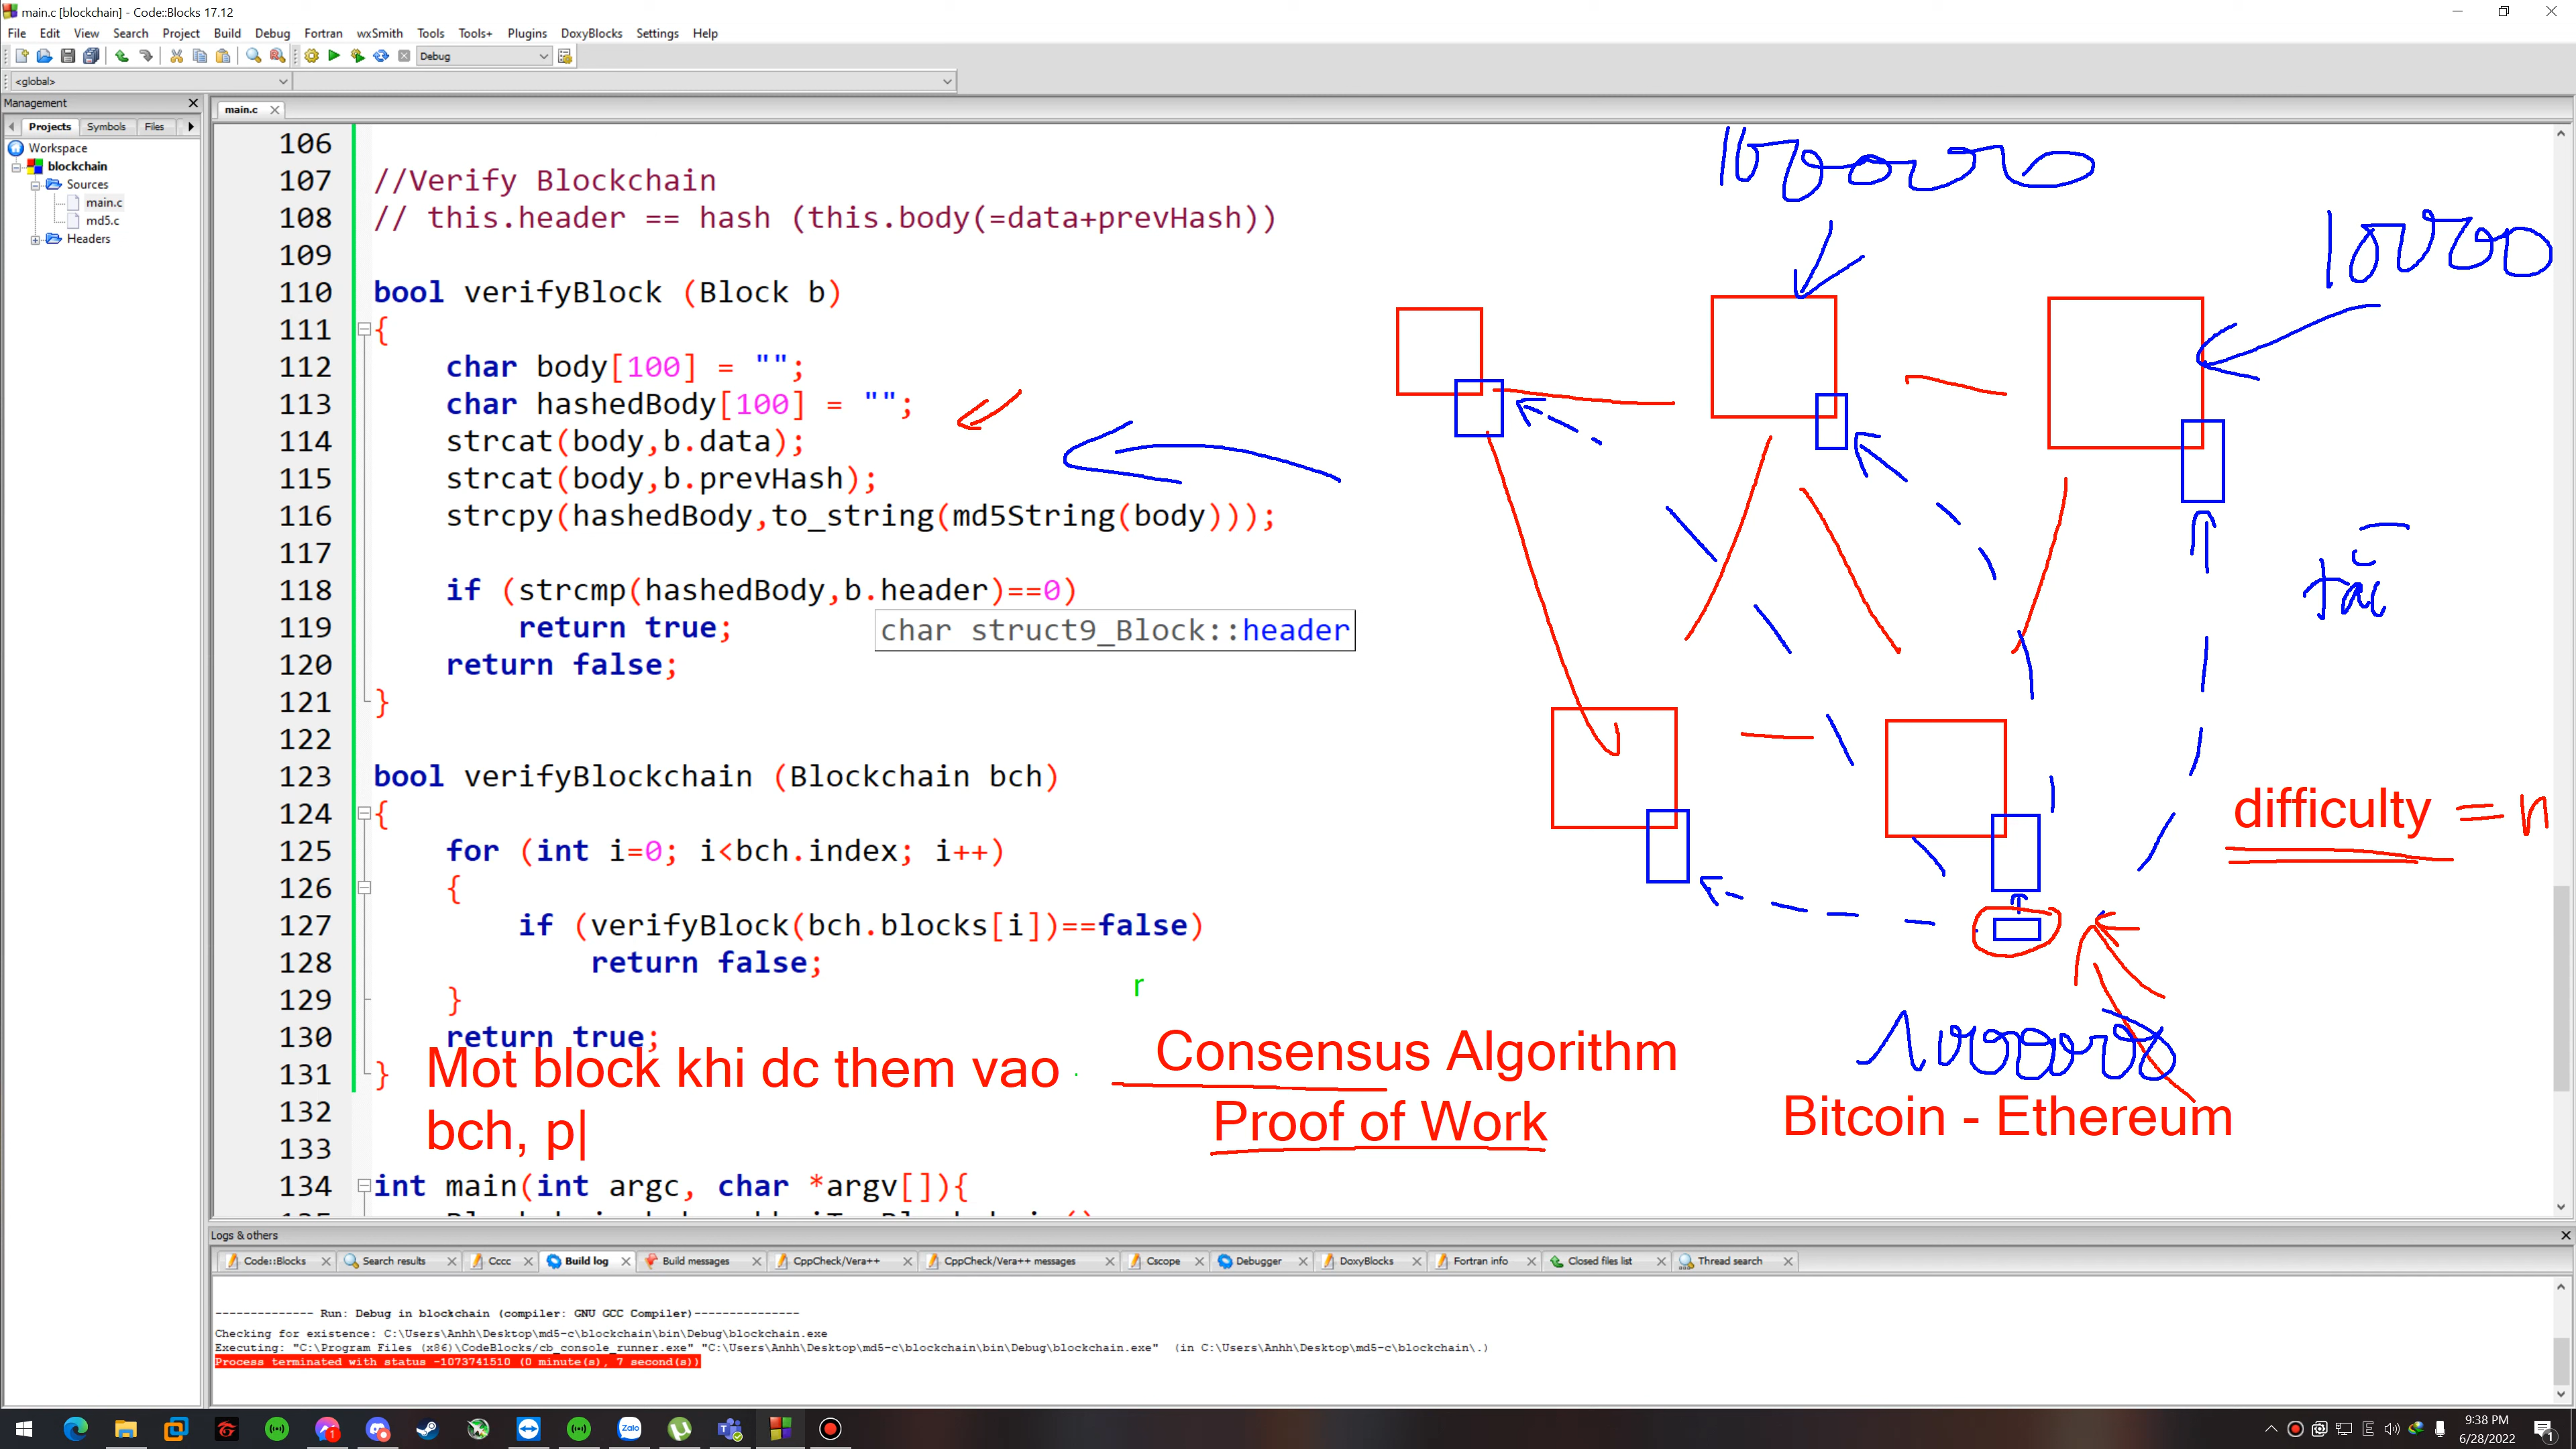 main.c [blockchain] - Code::Blocks 17.12
File Edit View Search Project Build Debug Fortran wxSmith Tools Tools+ Plugins DoxyBlocks Settings Help
Debug
<global>
Management
Projects Symbols Files
Workspace
blockchain
Sources
main.c
md5.c
Headers
main.c
106
107 //Verify Blockchain
108 // this.header == hash (this.body(=data+prevHash))
109
110 bool verifyBlock (Block b)
111 {
112 char body[100] = "";
113 char hashedBody[100] = "";
114 strcat(body,b.data);
115 strcat(body,b.prevHash);
116 strcpy(hashedBody,to_string(md5String(body)));
117
118 if (strcmp(hashedBody,b.header)==0)
119 return true;
char struct9_Block::header
120 return false;
121 }
122
123 bool verifyBlockchain (Blockchain bch)
124 {
125 for (int i=0; i<bch.index; i++)
126 {
127 if (verifyBlock(bch.blocks[i])==false)
128 return false;
129 }
130 return true;
131 }
132
133
134 int main(int argc, char *argv[]){
difficulty = n
r
Mot block khi dc them vao
bch, p
Consensus Algorithm
Proof of Work
Bitcoin - Ethereum
Logs & others
Code::Blocks Search results Cccc Build log Build messages CppCheck/Vera++ CppCheck/Vera++ messages Cscope Debugger DoxyBlocks Fortran info Closed files list Thread search
-------------- Run: Debug in blockchain (compiler: GNU GCC Compiler)---------------
Checking for existence: C:\Users\Anhh\Desktop\md5-c\blockchain\bin\Debug\blockchain.exe
Executing: "C:\Program Files (x86)\CodeBlocks/cb_console_runner.exe" "C:\Users\Anhh\Desktop\md5-c\blockchain\bin\Debug\blockchain.exe" (in C:\Users\Anhh\Desktop\md5-c\blockchain\.)
Process terminated with status -1073741510 (0 minute(s), 7 second(s))
Zalo
9:38 PM
6/28/2022